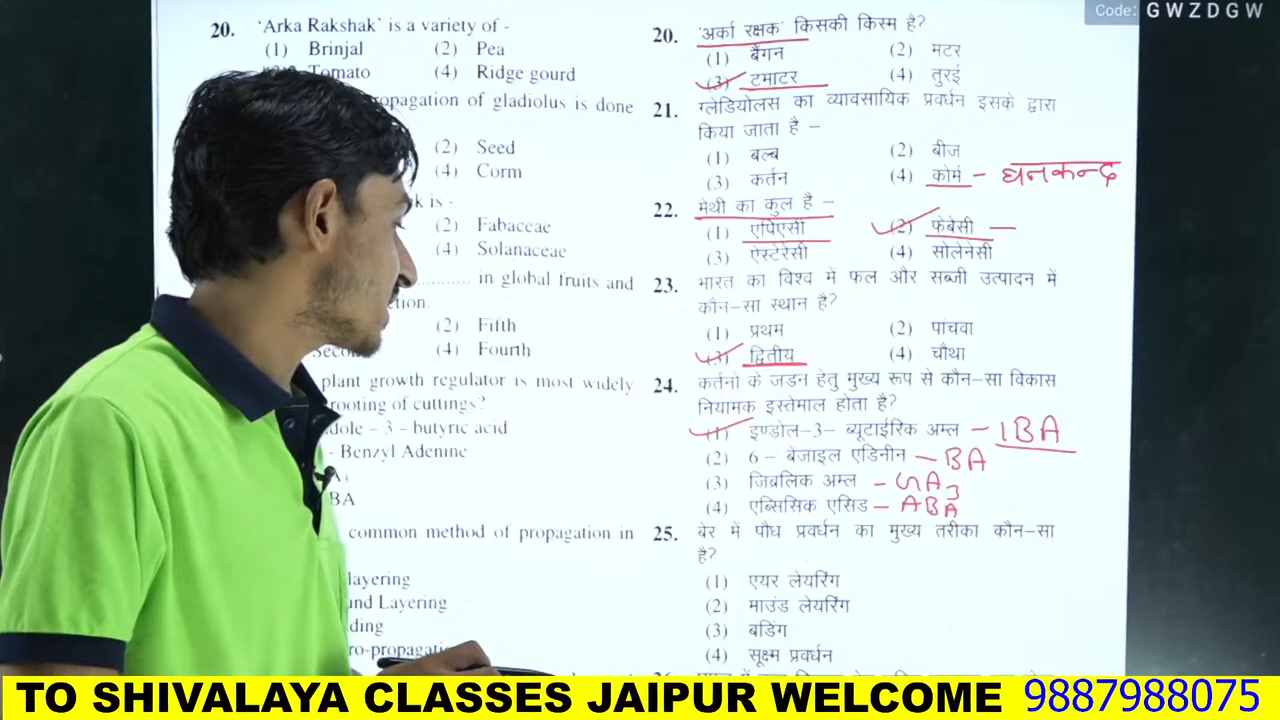 Code: G W Z D G W
20. 'Arka Rakshak' is a variety of -
(1) Brinjal (2) Pea
Tomato (4) Ridge gourd
opagation of gladiolus is done
(2) Seed
(4) Corm
k is -
(2) Fabaceae
(4) Solanaceae
........... in global fruits and
ction.
(2) Fifth
Secon (4) Fourth
plant growth regulator is most widely
rooting of cuttings?
dole – 3 – butyric acid
- Benzyl Adenine
BA
common method of propagation in
layering
und Layering
ding
ro-propagati
20. 'अर्का रक्षक' किसकी किस्म है?
(1) बैंगन (2) मटर
(3) टमाटर (4) तुरई
21. ग्लेडियोलस का व्यावसायिक प्रवर्धन इसके द्वारा
किया जाता है –
(1) बल्ब (2) बीज
(3) कर्तन (4) कोर्म - घनकन्द
22. मेथी का कुल है –
(1) एपिएसी (2) फेबेसी –
(3) ऐस्टेरेसी (4) सोलेनेसी
23. भारत का विश्व में फल और सब्जी उत्पादन में
कौन–सा स्थान है?
(1) प्रथम (2) पांचवा
(3) द्वितीय (4) चौथा
24. कर्तनों के जडन हेतु मुख्य रूप से कौन–सा विकास
नियामक इस्तेमाल होता है?
(1) इण्डोल–3– ब्यूटाईरिक अम्ल – IBA
(2) 6 – बेंजाइल एडिनीन – BA
(3) जिब्रलिक अम्ल – GA3
(4) एब्सिसिक एसिड – ABA
25. बेर में पौध प्रवर्धन का मुख्य तरीका कौन–सा
है?
(1) एयर लेयरिंग
(2) माउंड लेयरिंग
(3) बडिंग
(4) सूक्ष्म प्रवर्धन
TO SHIVALAYA CLASSES JAIPUR WELCOME 9887988075